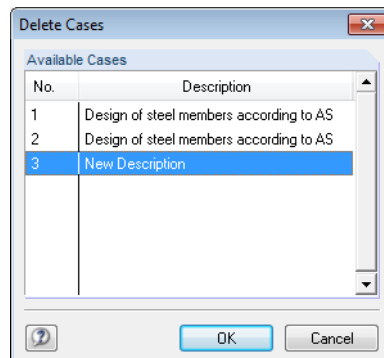 Delete Cases
Available Cases
No. Description
1 Design of steel members according to AS
2 Design of steel members according to AS
3 New Description
OK Cancel